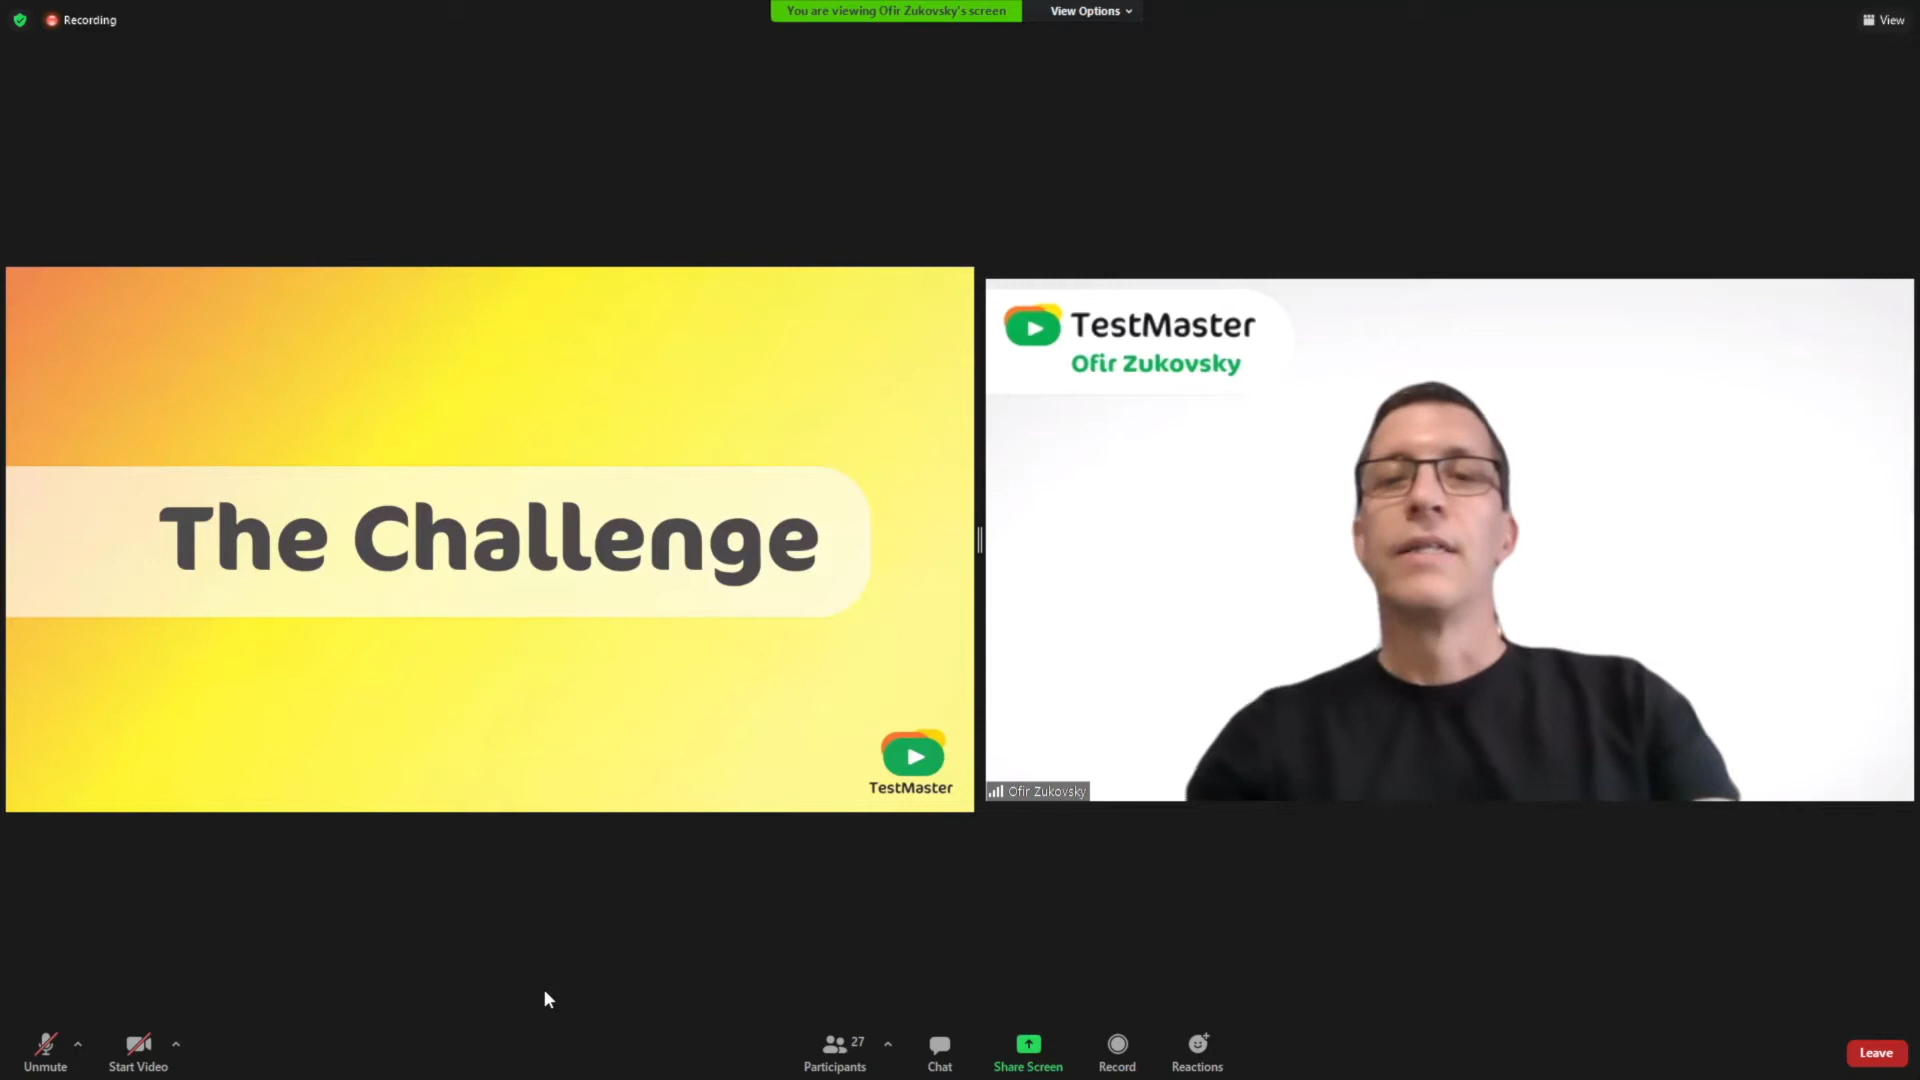 Recording
You are viewing Ofir Zukovsky's screen
View Options
View
The Challenge
TestMaster
TestMaster
Ofir Zukovsky
Ofir Zukovsky
Unmute
Start Video
27
Participants
Chat
Share Screen
Record
Reactions
Leave